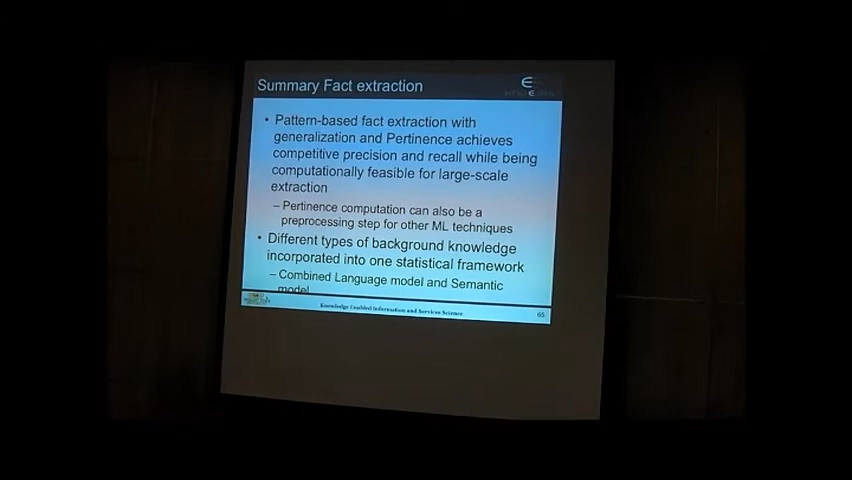 Summary Fact extraction
• Pattern-based fact extraction with
generalization and Pertinence achieves
competitive precision and recall while being
computationally feasible for large-scale
extraction
– Pertinence computation can also be a
preprocessing step for other ML techniques
• Different types of background knowledge
incorporated into one statistical framework
– Combined Language model and Semantic
model
Knowledge Enabled Information and Services Science
65